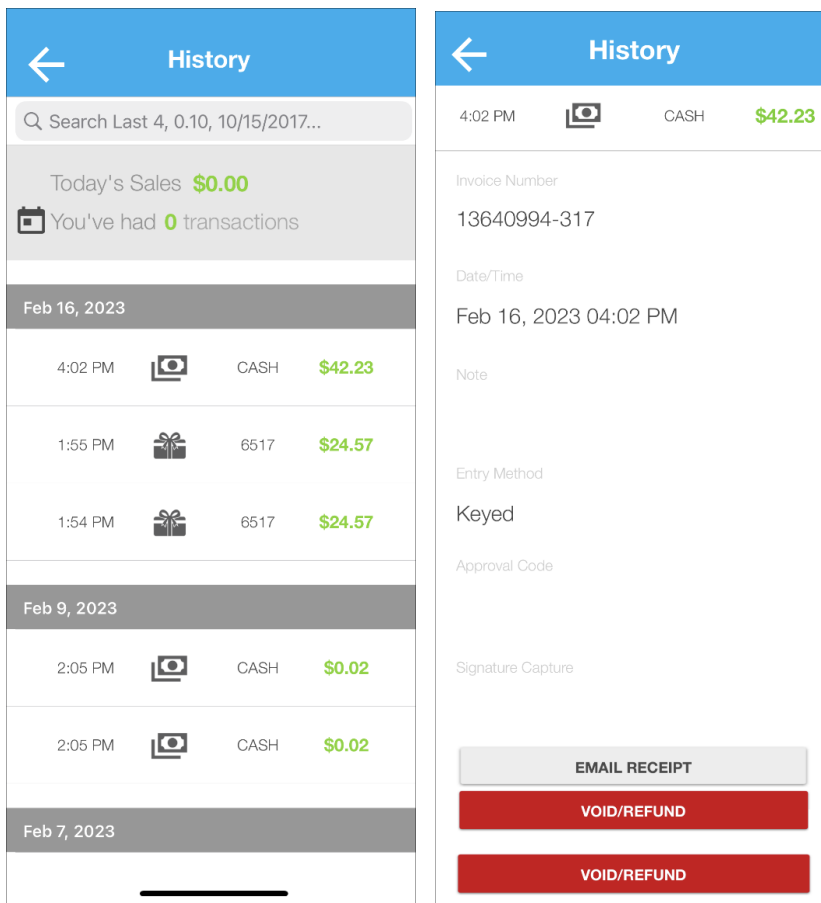 History
Search Last 4, 0.10, 10/15/2017...
Today's Sales $0.00
You've had 0 transactions
Feb 16, 2023
4:02 PM CASH $42.23
1:55 PM 6517 $24.57
1:54 PM 6517 $24.57
Feb 9, 2023
2:05 PM CASH $0.02
2:05 PM CASH $0.02
Feb 7, 2023
History
4:02 PM CASH $42.23
Invoice Number
13640994-317
Date/Time
Feb 16, 2023 04:02 PM
Note
Entry Method
Keyed
Approval Code
Signature Capture
EMAIL RECEIPT
VOID/REFUND
VOID/REFUND